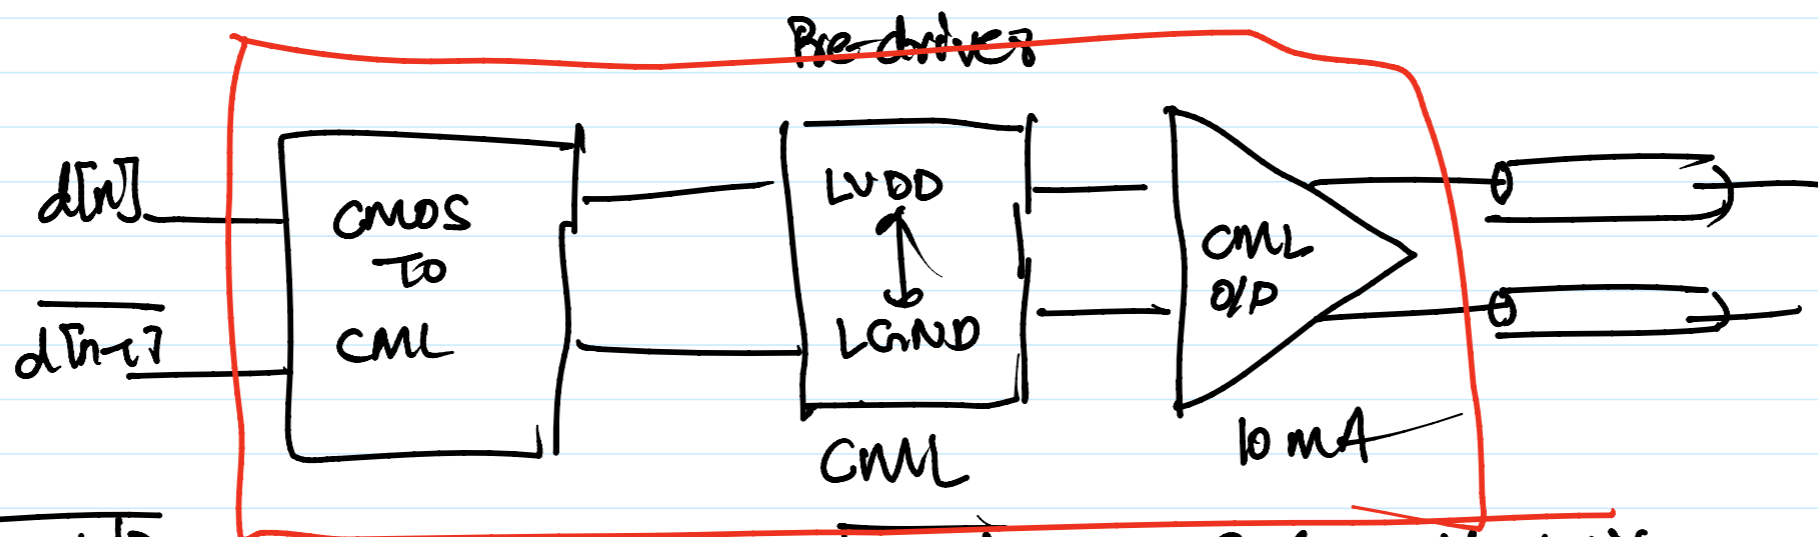 Pre-driver
d[n]
CMOS
TO
CML
LVDD
LGND
CML
O/P
d[n-1]
CML
10 mA